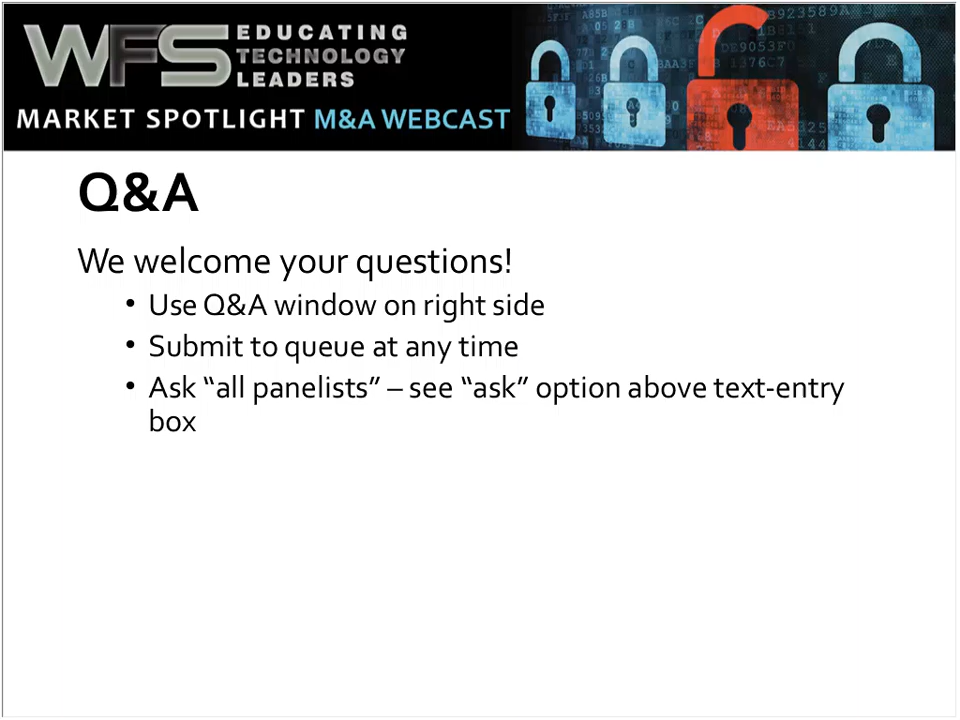 WFS EDUCATING
TECHNOLOGY
LEADERS
MARKET SPOTLIGHT M&A WEBCAST
Q&A
We welcome your questions!
• Use Q&A window on right side
• Submit to queue at any time
• Ask “all panelists” – see “ask” option above text-entry
box